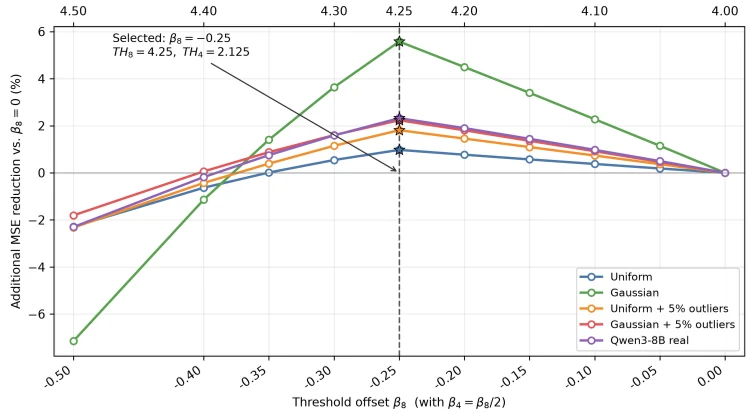 4.50 4.40 4.30 4.25 4.20 4.10 4.00
Selected: β₈ = −0.25
TH₈ = 4.25, TH₄ = 2.125
Additional MSE reduction vs. β₈ = 0 (%)
6
4
2
0
−2
−4
−6
Uniform
Gaussian
Uniform + 5% outliers
Gaussian + 5% outliers
Qwen3-8B real
-0.50 -0.40 -0.35 -0.30 -0.25 -0.20 -0.15 -0.10 -0.05 0.00
Threshold offset β₈ (with β₄ = β₈/2)